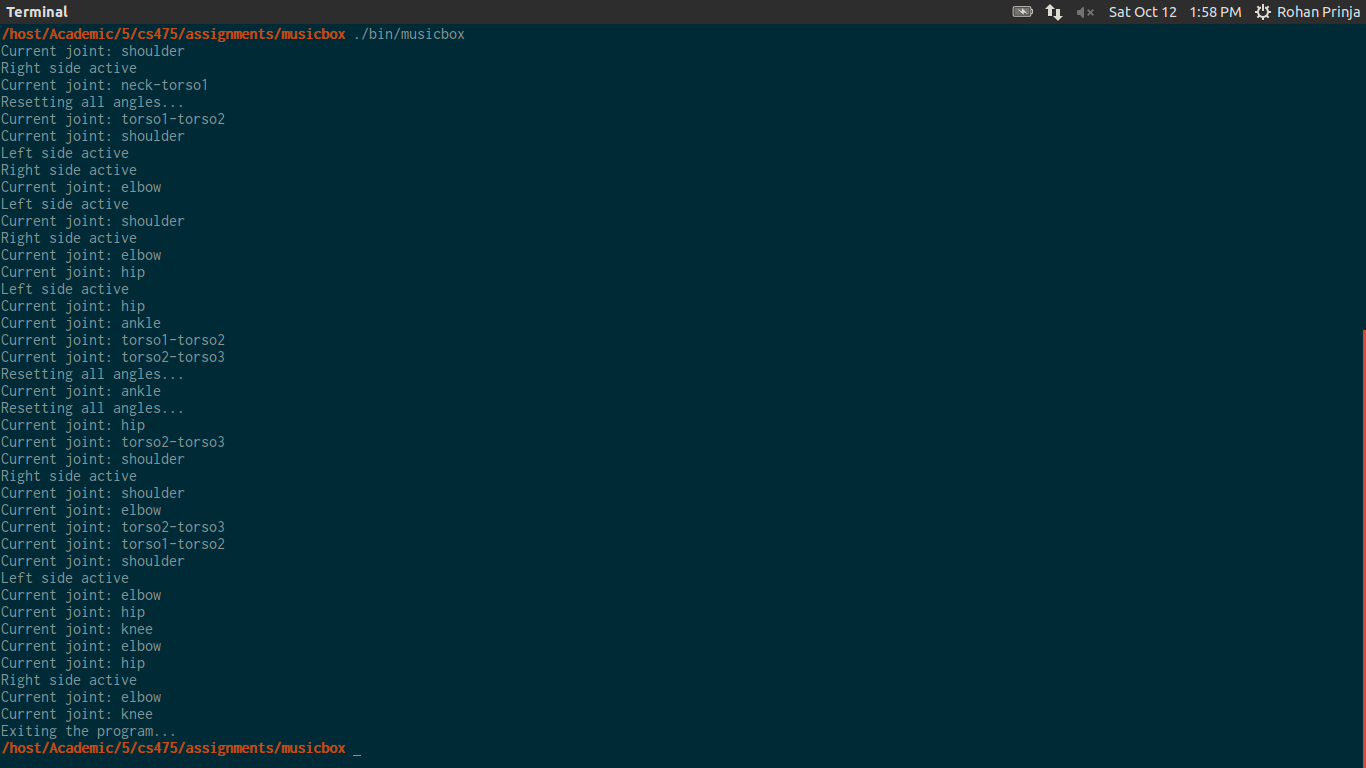 Terminal Sat Oct 12 1:58 PM Rohan Prinja
/host/Academic/5/cs475/assignments/musicbox ./bin/musicbox
Current joint: shoulder
Right side active
Current joint: neck-torso1
Resetting all angles...
Current joint: torso1-torso2
Current joint: shoulder
Left side active
Right side active
Current joint: elbow
Left side active
Current joint: shoulder
Right side active
Current joint: elbow
Current joint: hip
Left side active
Current joint: hip
Current joint: ankle
Current joint: torso1-torso2
Current joint: torso2-torso3
Resetting all angles...
Current joint: ankle
Resetting all angles...
Current joint: hip
Current joint: torso2-torso3
Current joint: shoulder
Right side active
Current joint: shoulder
Current joint: elbow
Current joint: torso2-torso3
Current joint: torso1-torso2
Current joint: shoulder
Left side active
Current joint: elbow
Current joint: hip
Current joint: knee
Current joint: elbow
Current joint: hip
Right side active
Current joint: elbow
Current joint: knee
Exiting the program...
/host/Academic/5/cs475/assignments/musicbox _